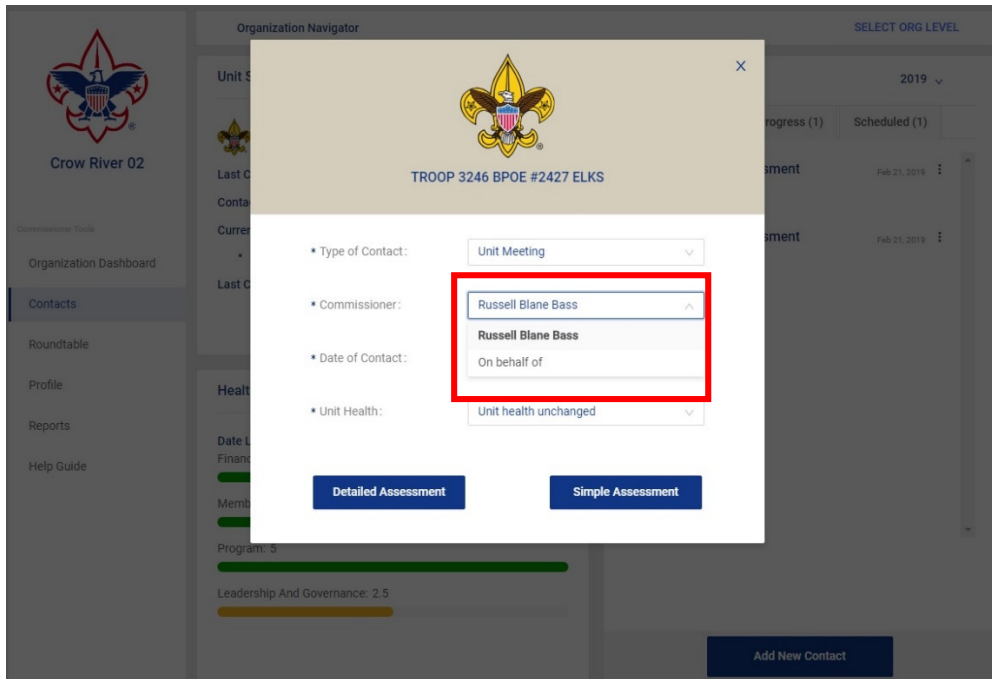 Organization Navigator
SELECT ORG LEVEL
Crow River 02
Commissioner Tools
Organization Dashboard
Contacts
Roundtable
Profile
Reports
Help Guide
Unit S
Last C
Conta
Curren
Last C
Healt
Date L
Financ
Memb
Program: 5
Leadership And Governance: 2.5
X
TROOP 3246 BPOE #2427 ELKS
* Type of Contact:
Unit Meeting
* Commissioner:
Russell Blane Bass
Russell Blane Bass
On behalf of
* Date of Contact:
* Unit Health:
Unit health unchanged
Detailed Assessment
Simple Assessment
2019
rogress (1)
Scheduled (1)
sment
Feb 21, 2019
sment
Feb 21, 2019
Add New Contact